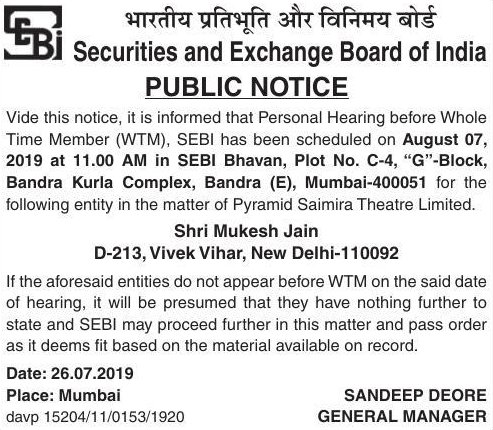 SEBI
भारतीय प्रतिभूति और विनिमय बोर्ड
Securities and Exchange Board of India
PUBLIC NOTICE
Vide this notice, it is informed that Personal Hearing before Whole
Time Member (WTM), SEBI has been scheduled on August 07,
2019 at 11.00 AM in SEBI Bhavan, Plot No. C-4, “G”-Block,
Bandra Kurla Complex, Bandra (E), Mumbai-400051 for the
following entity in the matter of Pyramid Saimira Theatre Limited.
Shri Mukesh Jain
D-213, Vivek Vihar, New Delhi-110092
If the aforesaid entities do not appear before WTM on the said date
of hearing, it will be presumed that they have nothing further to
state and SEBI may proceed further in this matter and pass order
as it deems fit based on the material available on record.
Date: 26.07.2019
Place: Mumbai SANDEEP DEORE
davp 15204/11/0153/1920 GENERAL MANAGER